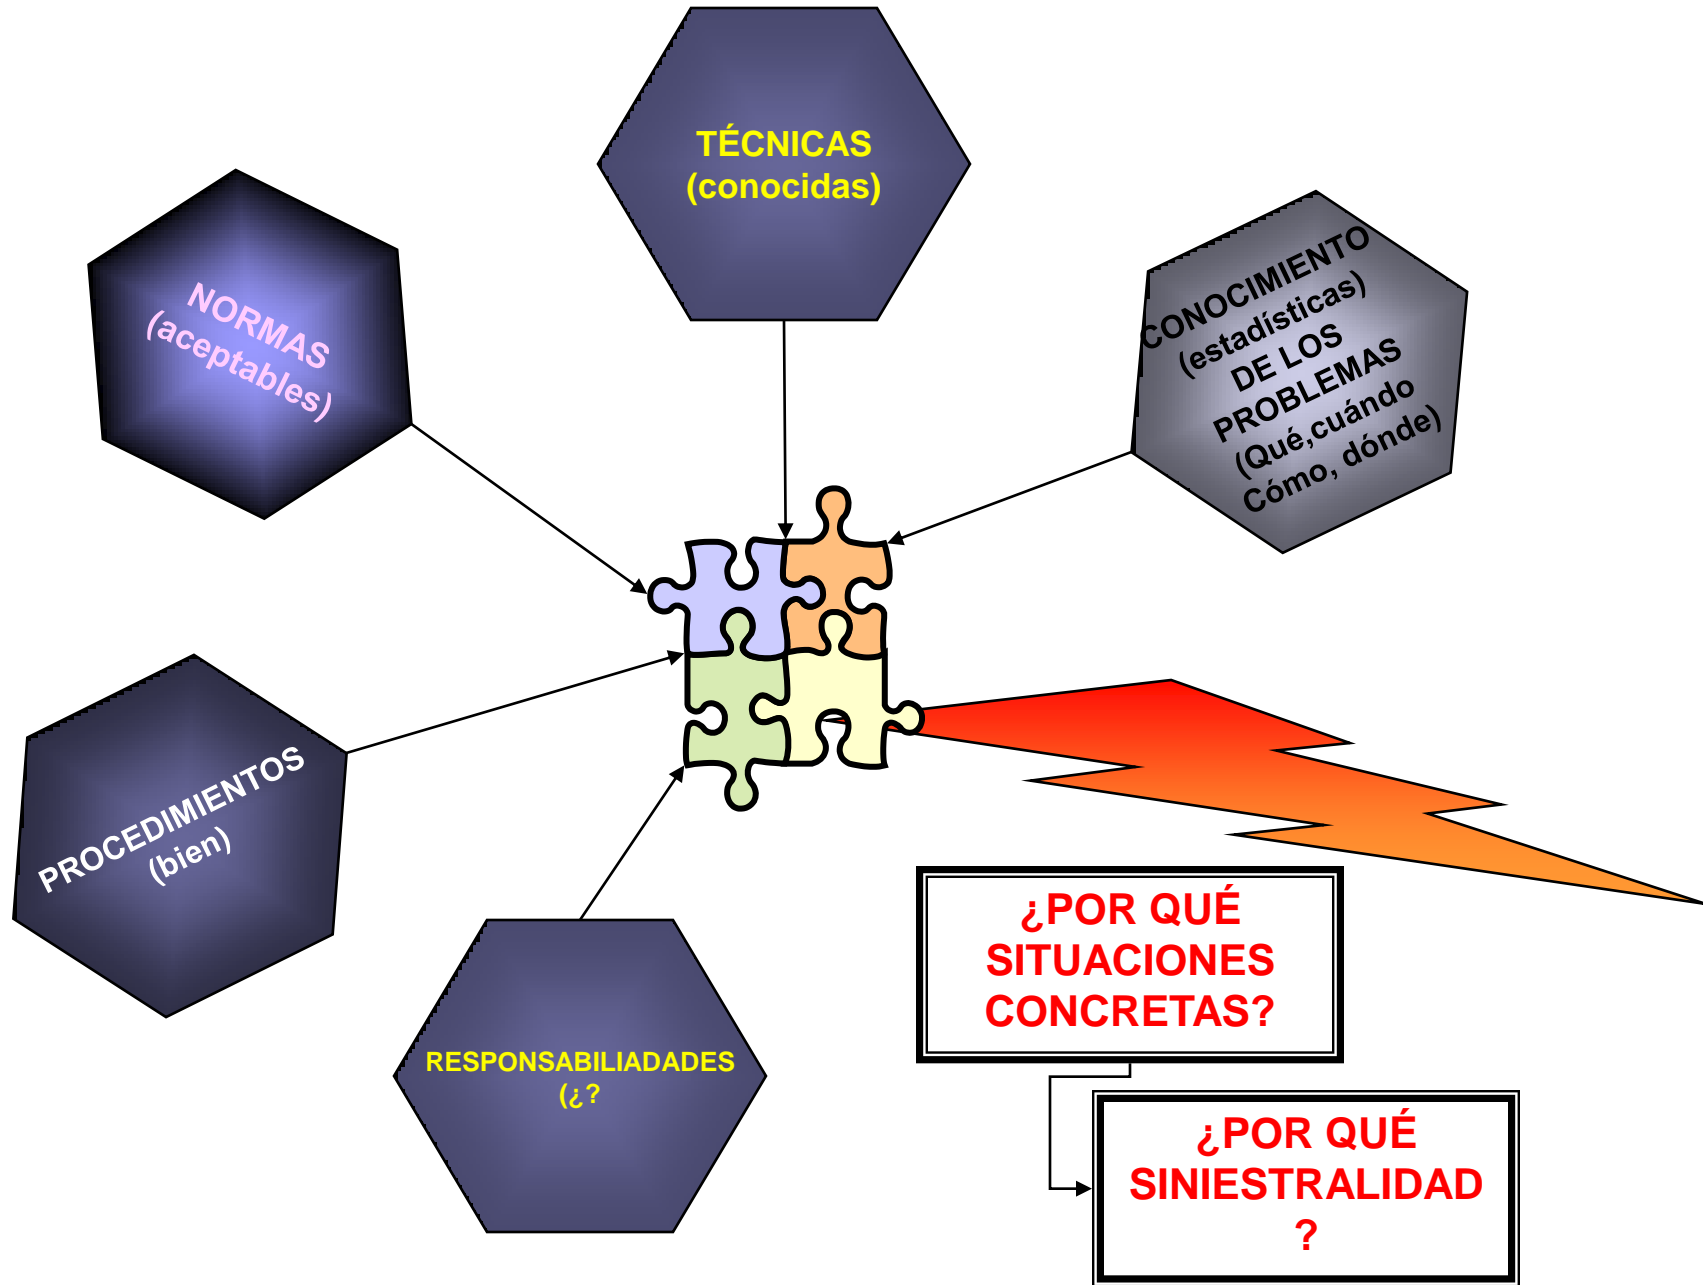 TÉCNICAS
(conocidas)
NORMAS
(aceptables)
CONOCIMIENTO
(estadísticas)
DE LOS
PROBLEMAS
(Qué,cuándo
Cómo, dónde)
PROCEDIMIENTOS
(bien)
RESPONSABILIADADES
(¿?
¿POR QUÉ
SITUACIONES
CONCRETAS?
¿POR QUÉ
SINIESTRALIDAD
?